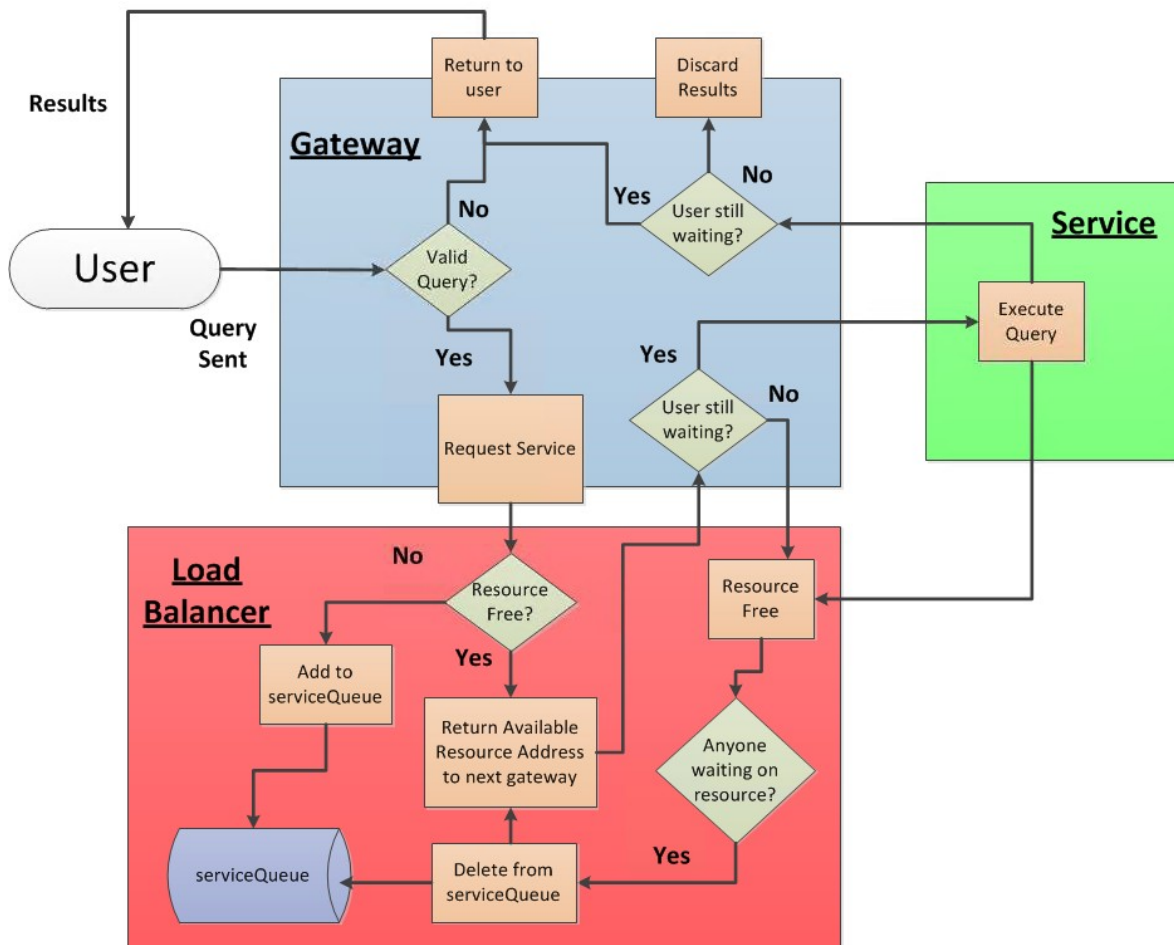 Return to
user
Discard
Results
Results
Gateway
No
Yes
No
User still
waiting?
Service
User
Valid
Query?
Query
Sent
Execute
Query
Yes
Yes
No
User still
waiting?
Request Service
Load
Balancer
No
Resource
Free?
Resource
Free
Yes
Add to
serviceQueue
Return Available
Resource Address
to next gateway
Anyone
waiting on
resource?
Yes
serviceQueue
Delete from
serviceQueue